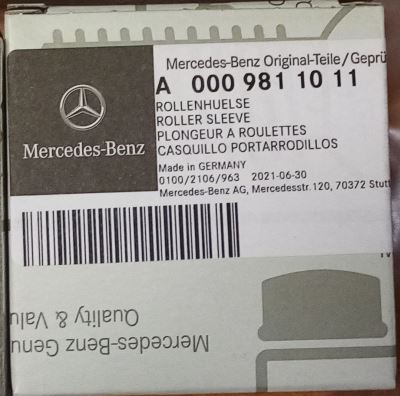 Mercedes-Benz Original-Teile/Geprü
A 000 981 10 11
ROLLENHUELSE
ROLLER SLEEVE
PLONGEUR A ROULETTES
CASQUILLO PORTARRODILLOS
Mercedes-Benz
Made in GERMANY
0100/2106/963 2021-06-30
Mercedes-Benz AG, Mercedesstr.120, 70372 Stutt
Mercedes-Benz Genu
Quality & Valu